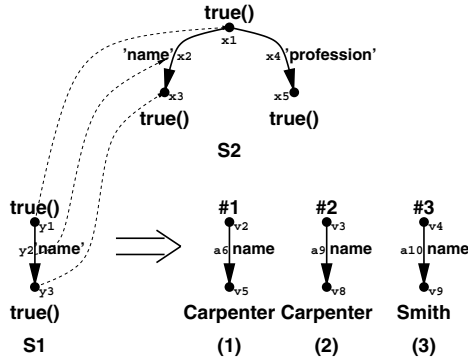 true()
x1
'name' x2 x4 'profession'
x3 x5
true() true()
S2
true() #1 #2 #3
y1 v2 v3 v4
y2 'name' a6 name a9 name a10 name
y3 v5 v8 v9
true() Carpenter Carpenter Smith
S1 (1) (2) (3)